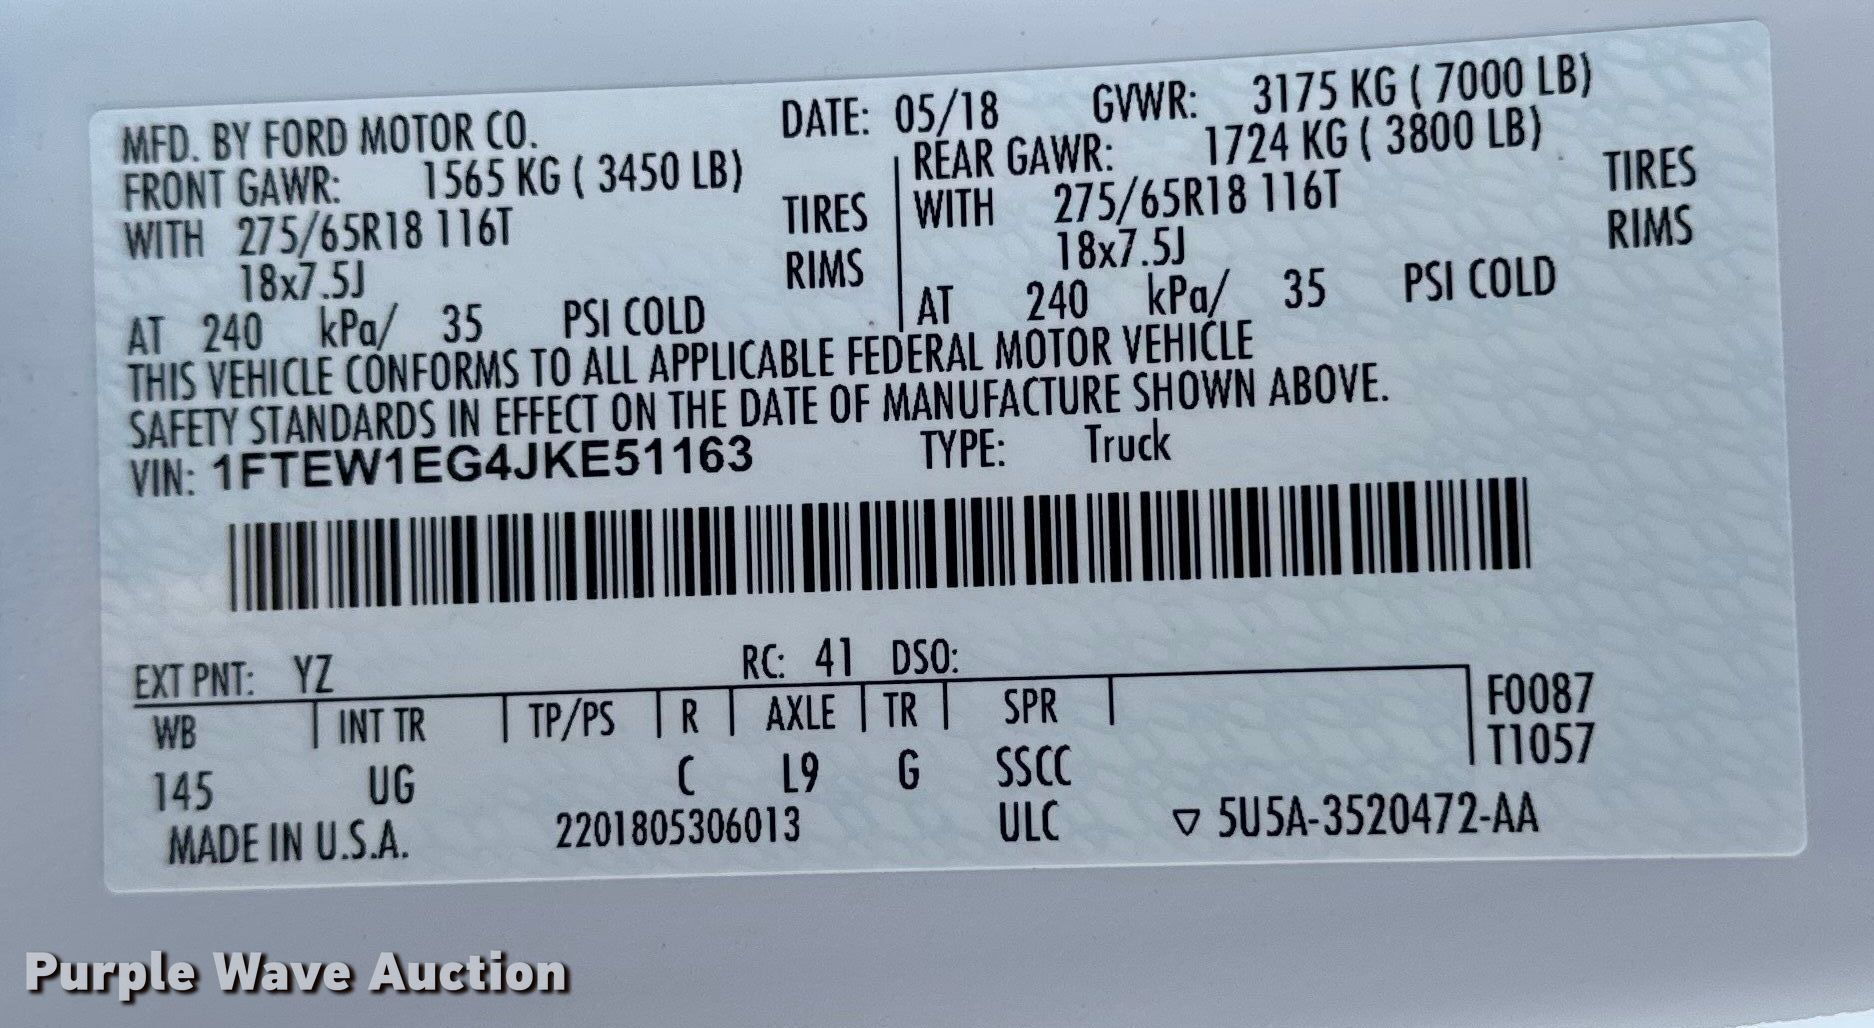 MFD. BY FORD MOTOR CO. DATE: 05/18 GVWR: 3175 KG ( 7000 LB)
FRONT GAWR: 1565 KG ( 3450 LB) REAR GAWR: 1724 KG ( 3800 LB)
WITH 275/65R18 116T TIRES WITH 275/65R18 116T TIRES
18x7.5J RIMS 18x7.5J RIMS
AT 240 kPa/ 35 PSI COLD AT 240 kPa/ 35 PSI COLD
THIS VEHICLE CONFORMS TO ALL APPLICABLE FEDERAL MOTOR VEHICLE
SAFETY STANDARDS IN EFFECT ON THE DATE OF MANUFACTURE SHOWN ABOVE.
VIN: 1FTEW1EG4JKE51163 TYPE: Truck
EXT PNT: YZ RC: 41 DSO:
WB INT TR TP/PS R AXLE TR SPR F0087
T1057
145 UG C L9 G SSCC
MADE IN U.S.A. 2201805306013 ULC ▽ 5U5A-3520472-AA
Purple Wave Auction